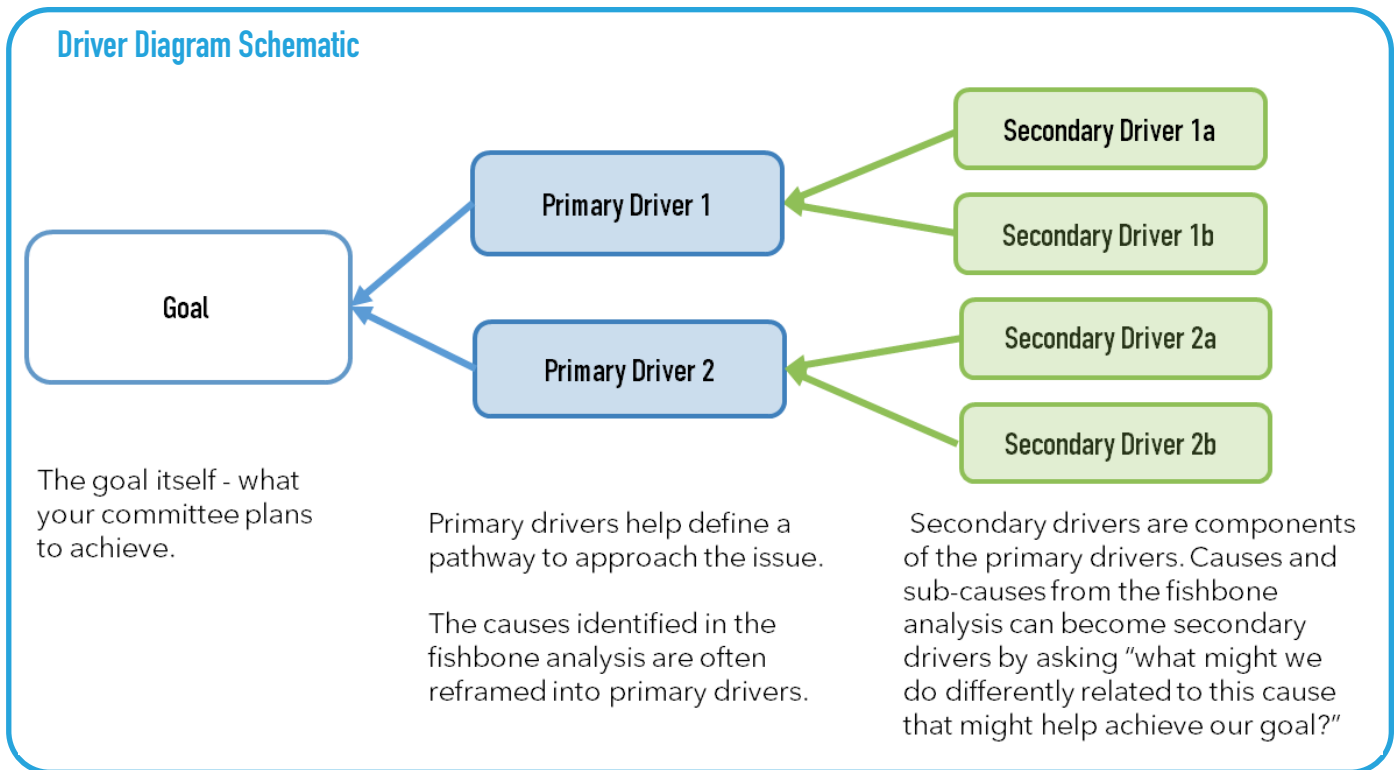 Driver Diagram Schematic
Secondary Driver 1a
Primary Driver 1
Secondary Driver 1b
Goal
Secondary Driver 2a
Primary Driver 2
Secondary Driver 2b
The goal itself - what
your committee plans
to achieve.
Primary drivers help define a
pathway to approach the issue.
The causes identified in the
fishbone analysis are often
reframed into primary drivers.
Secondary drivers are components
of the primary drivers. Causes and
sub-causes from the fishbone
analysis can become secondary
drivers by asking “what might we
do differently related to this cause
that might help achieve our goal?”